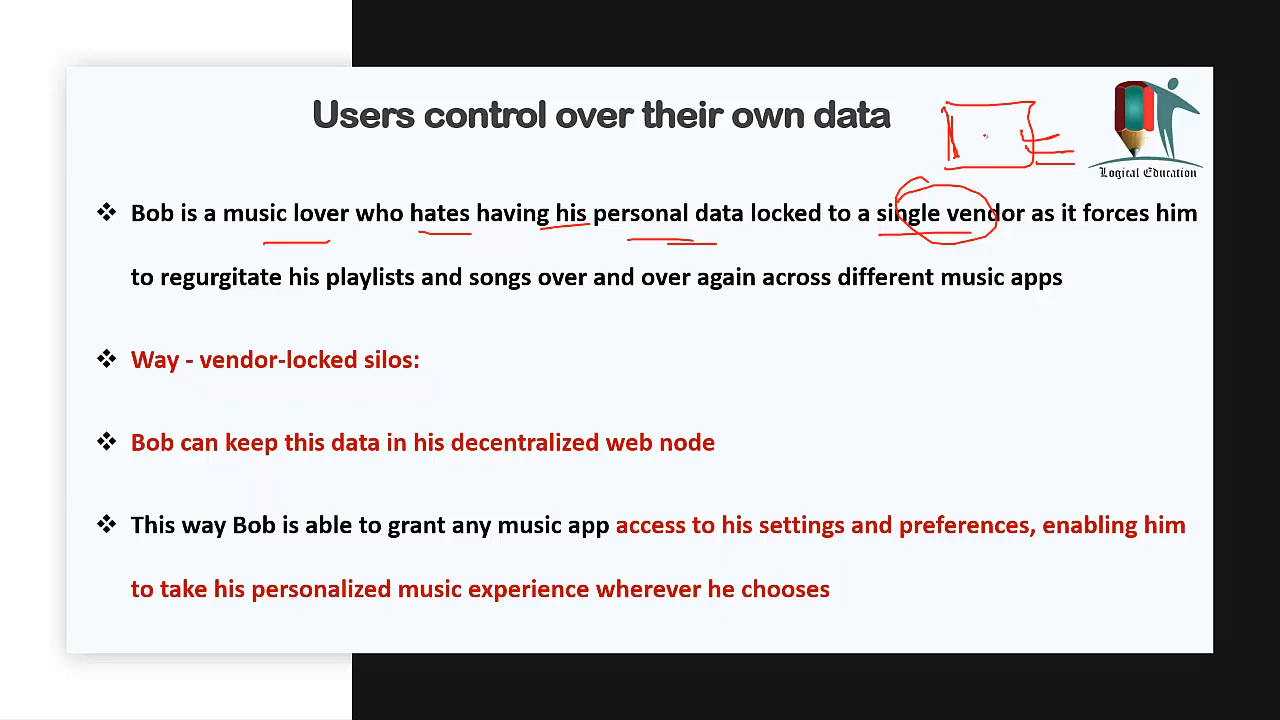 Users control over their own data
Logical Education
❖ Bob is a music lover who hates having his personal data locked to a single vendor as it forces him
to regurgitate his playlists and songs over and over again across different music apps
❖ Way - vendor-locked silos:
❖ Bob can keep this data in his decentralized web node
❖ This way Bob is able to grant any music app access to his settings and preferences, enabling him
to take his personalized music experience wherever he chooses